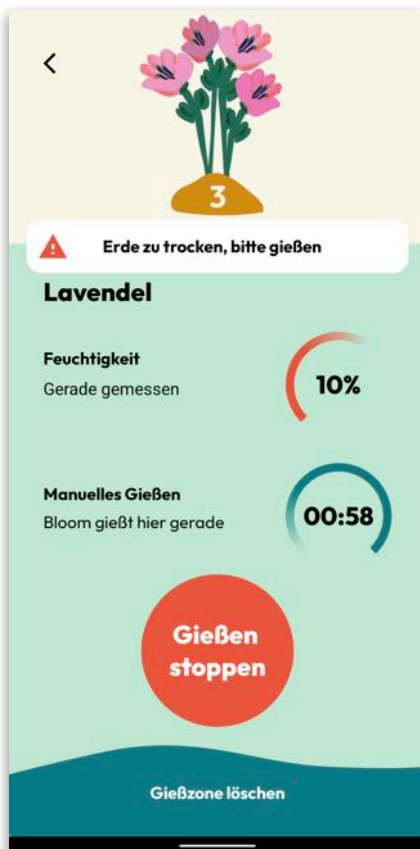 3
Erde zu trocken, bitte gießen
Lavendel
Feuchtigkeit
Gerade gemessen
10%
Manuelles Gießen
Bloom gießt hier gerade
00:58
Gießen
stoppen
Gießzone löschen